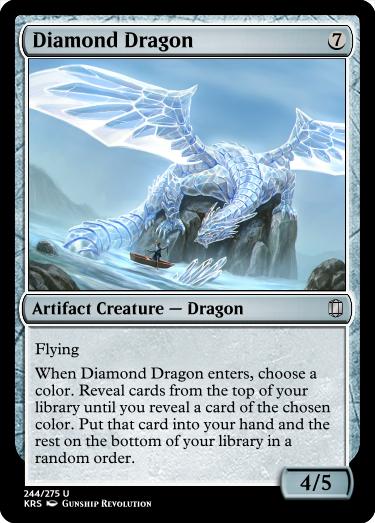 Diamond Dragon 7
Artifact Creature — Dragon
Flying
When Diamond Dragon enters, choose a
color. Reveal cards from the top of your
library until you reveal a card of the chosen
color. Put that card into your hand and the
rest on the bottom of your library in a
random order.
4/5
244/275 U
KRS Gunship Revolution